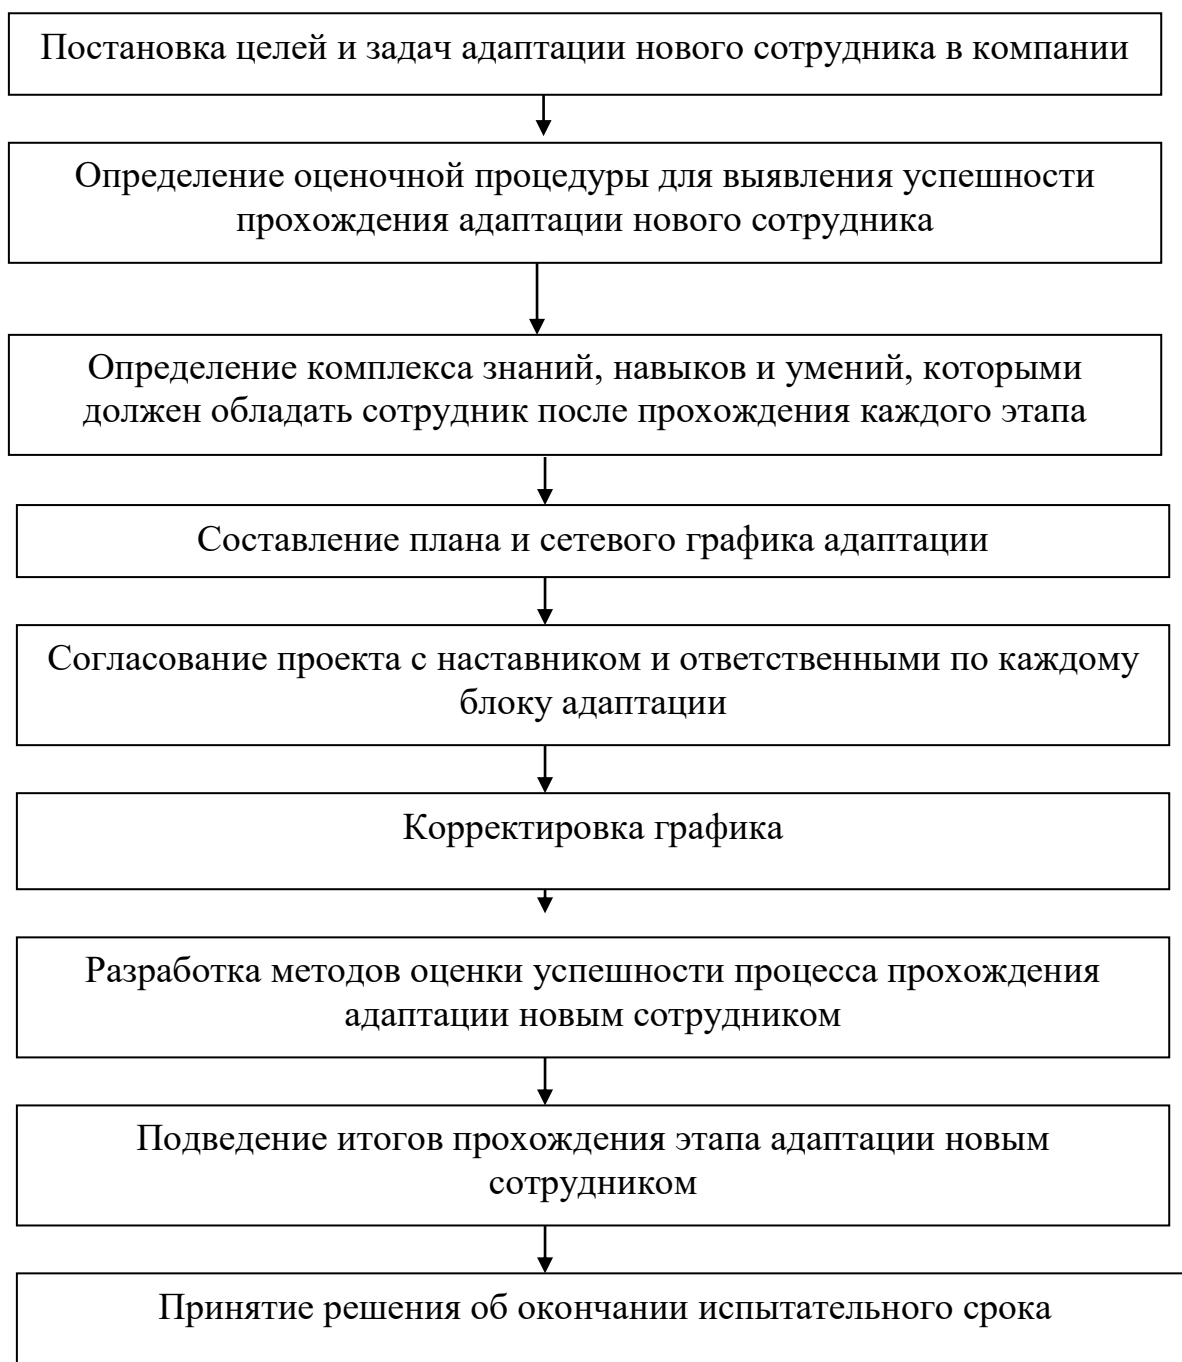 Постановка целей и задач адаптации нового сотрудника в компании
Определение оценочной процедуры для выявления успешности
прохождения адаптации нового сотрудника
Определение комплекса знаний, навыков и умений, которыми
должен обладать сотрудник после прохождения каждого этапа
Составление плана и сетевого графика адаптации
Согласование проекта с наставником и ответственными по каждому
блоку адаптации
Корректировка графика
Разработка методов оценки успешности процесса прохождения
адаптации новым сотрудником
Подведение итогов прохождения этапа адаптации новым
сотрудником
Принятие решения об окончании испытательного срока